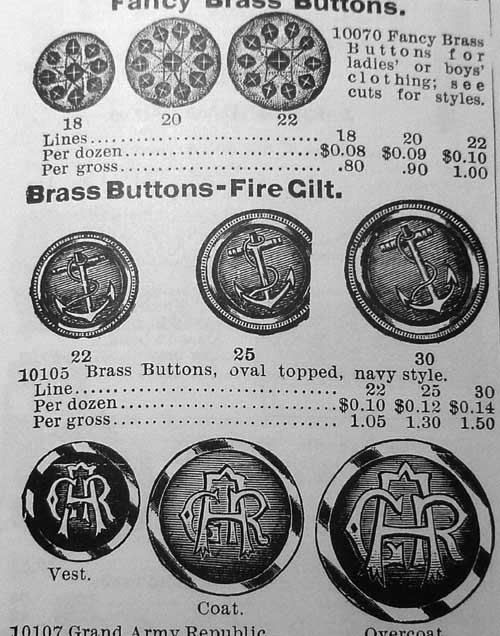 Fancy Brass Buttons.
10070 Fancy Brass
Buttons for
ladies' or boys'
clothing; see
cuts for styles.
18 20 22
Lines............................ 18 20 22
Per dozen........................$0.08 $0.09 $0.10
Per gross........................ .80 .90 1.00
Brass Buttons-Fire Gilt.
22 25 30
10105 Brass Buttons, oval topped, navy style.
Line................................ 22 25 30
Per dozen...........................$0.10 $0.12 $0.14
Per gross........................... 1.05 1.30 1.50
GAR GAR GAR
Vest.
Coat.
Overcoat
10107 Grand Army Republic